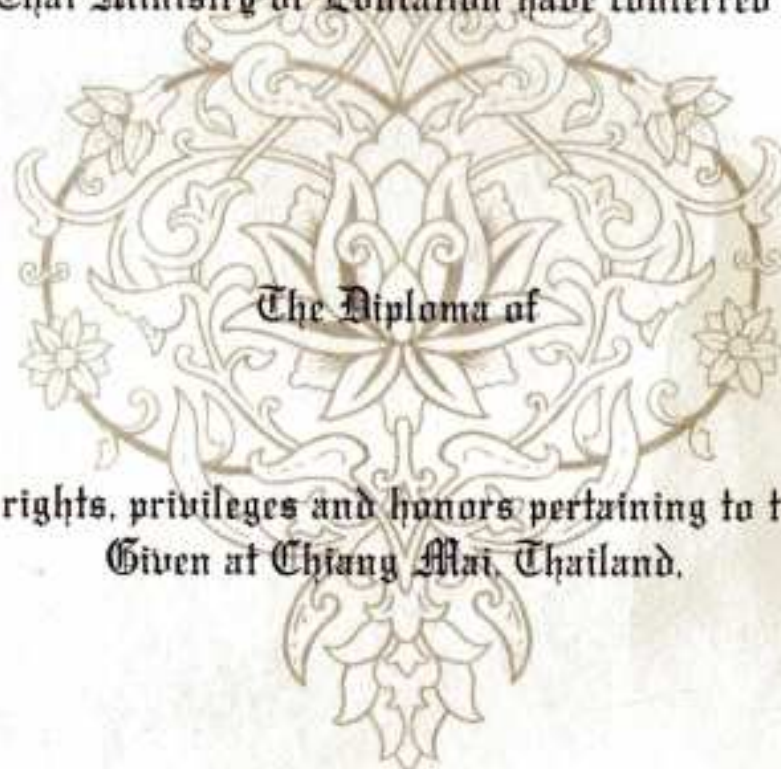 Thai Ministry of Education have conferred
The Diploma of
rights, privileges and honors pertaining to
Given at Chiang Mai, Thailand,